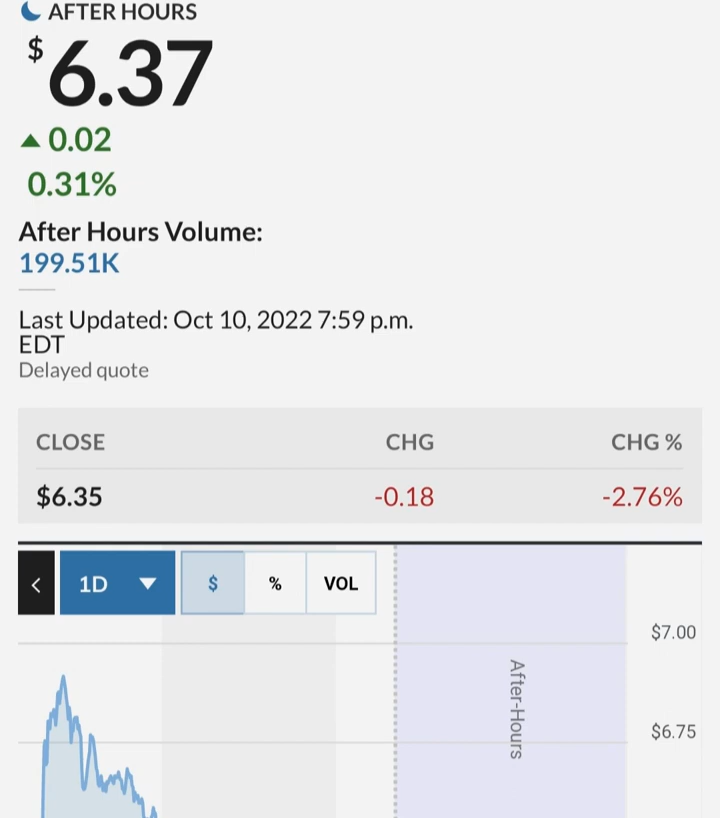 AFTER HOURS
$6.37
▲ 0.02
0.31%
After Hours Volume:
199.51K
Last Updated: Oct 10, 2022 7:59 p.m.
EDT
Delayed quote
CLOSE CHG CHG %
$6.35 -0.18 -2.76%
< 1D ▼ $ % VOL
$7.00
After-Hours
$6.75